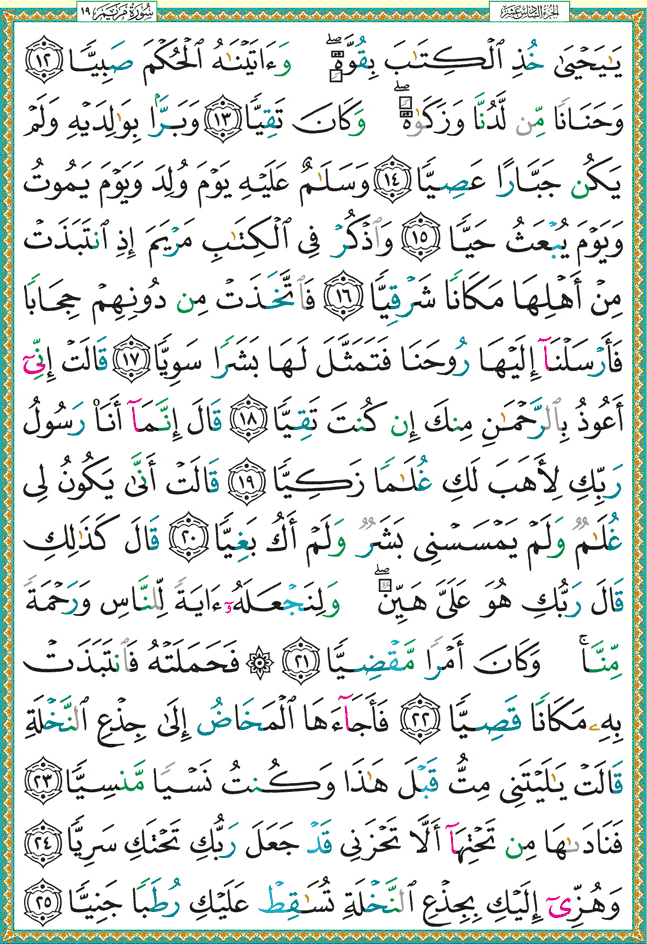 سُورَةُ مَرْيَمَ ١٩ الجزء السادس عشر
يَـٰيَحْيَىٰ خُذِ ٱلْكِتَـٰبَ بِقُوَّةٍۢ ۖ وَءَاتَيْنَـٰهُ ٱلْحُكْمَ صَبِيًّا ١٢
وَحَنَانًا مِّن لَّدُنَّا وَزَكَوٰةً ۖ وَكَانَ تَقِيًّا ١٣ وَبَرًّۢا بِوَٰلِدَيْهِ وَلَمْ
يَكُن جَبَّارًا عَصِيًّا ١٤ وَسَلَـٰمٌ عَلَيْهِ يَوْمَ وُلِدَ وَيَوْمَ يَمُوتُ
وَيَوْمَ يُبْعَثُ حَيًّا ١٥ وَٱذْكُرْ فِى ٱلْكِتَـٰبِ مَرْيَمَ إِذِ ٱنتَبَذَتْ
مِنْ أَهْلِهَا مَكَانًا شَرْقِيًّا ١٦ فَٱتَّخَذَتْ مِن دُونِهِمْ حِجَابًا
فَأَرْسَلْنَآ إِلَيْهَا رُوحَنَا فَتَمَثَّلَ لَهَا بَشَرًا سَوِيًّا ١٧ قَالَتْ إِنِّىٓ
أَعُوذُ بِٱلرَّحْمَـٰنِ مِنكَ إِن كُنتَ تَقِيًّا ١٨ قَالَ إِنَّمَآ أَنَا۠ رَسُولُ
رَبِّكِ لِأَهَبَ لَكِ غُلَـٰمًا زَكِيًّا ١٩ قَالَتْ أَنَّىٰ يَكُونُ لِى
غُلَـٰمٌ وَلَمْ يَمْسَسْنِى بَشَرٌ وَلَمْ أَكُ بَغِيًّا ٢٠ قَالَ كَذَٰلِكِ
قَالَ رَبُّكِ هُوَ عَلَىَّ هَيِّنٌ ۖ وَلِنَجْعَلَهُۥٓ ءَايَةً لِّلنَّاسِ وَرَحْمَةً
مِّنَّا ۚ وَكَانَ أَمْرًا مَّقْضِيًّا ٢١ ۞ فَحَمَلَتْهُ فَٱنتَبَذَتْ
بِهِۦ مَكَانًا قَصِيًّا ٢٢ فَأَجَآءَهَا ٱلْمَخَاضُ إِلَىٰ جِذْعِ ٱلنَّخْلَةِ
قَالَتْ يَـٰلَيْتَنِى مِتُّ قَبْلَ هَـٰذَا وَكُنتُ نَسْيًا مَّنسِيًّا ٢٣
فَنَادَىٰهَا مِن تَحْتِهَآ أَلَّا تَحْزَنِى قَدْ جَعَلَ رَبُّكِ تَحْتَكِ سَرِيًّا ٢٤
وَهُزِّىٓ إِلَيْكِ بِجِذْعِ ٱلنَّخْلَةِ تُسَـٰقِطْ عَلَيْكِ رُطَبًا جَنِيًّا ٢٥